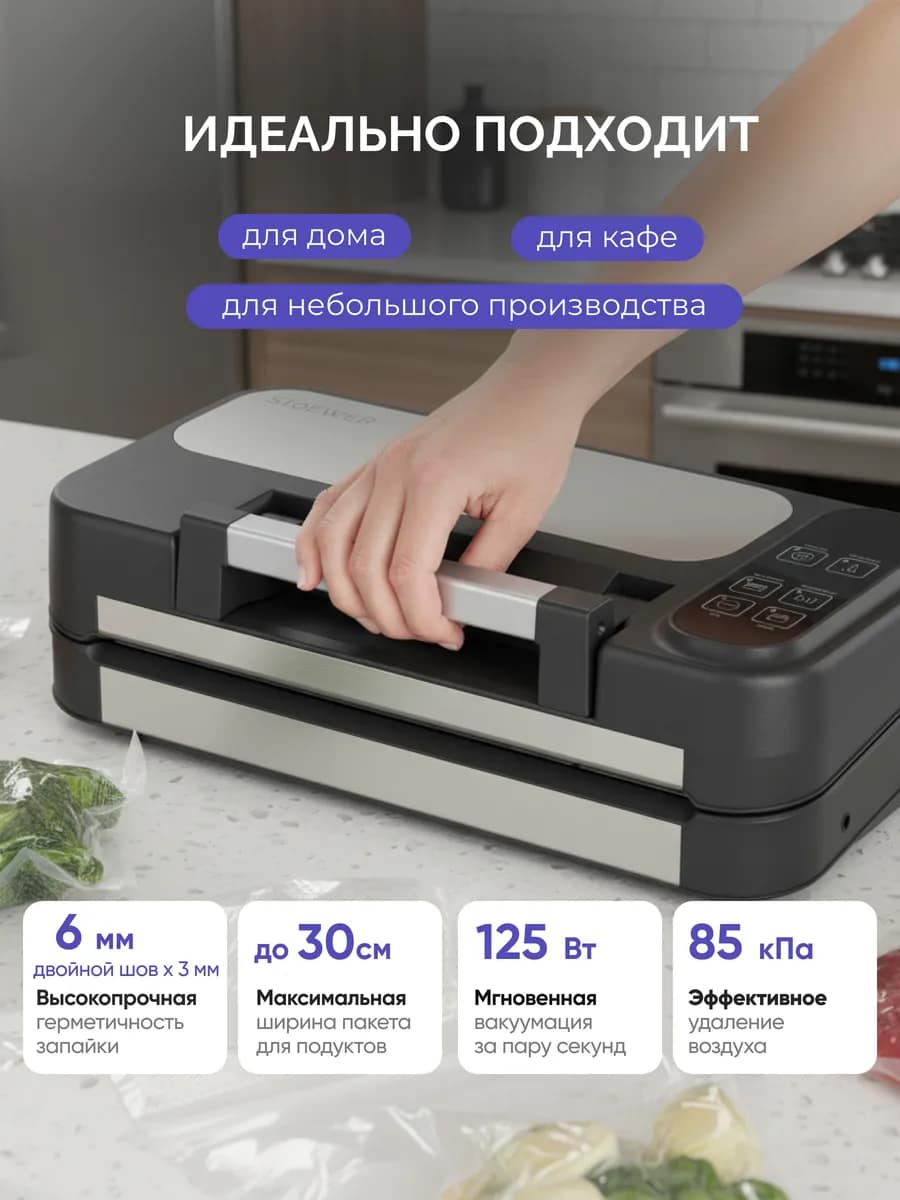 ИДЕАЛЬНО ПОДХОДИТ
для дома
для кафе
для небольшого производства
STOEWER
6 мм
двойной шов х 3 мм
Высокопрочная
герметичность
запайки
до 30см
Максимальная
ширина пакета
для подуктов
125 Вт
Мгновенная
вакуумация
за пару секунд
85 кПа
Эффективное
удаление
воздуха